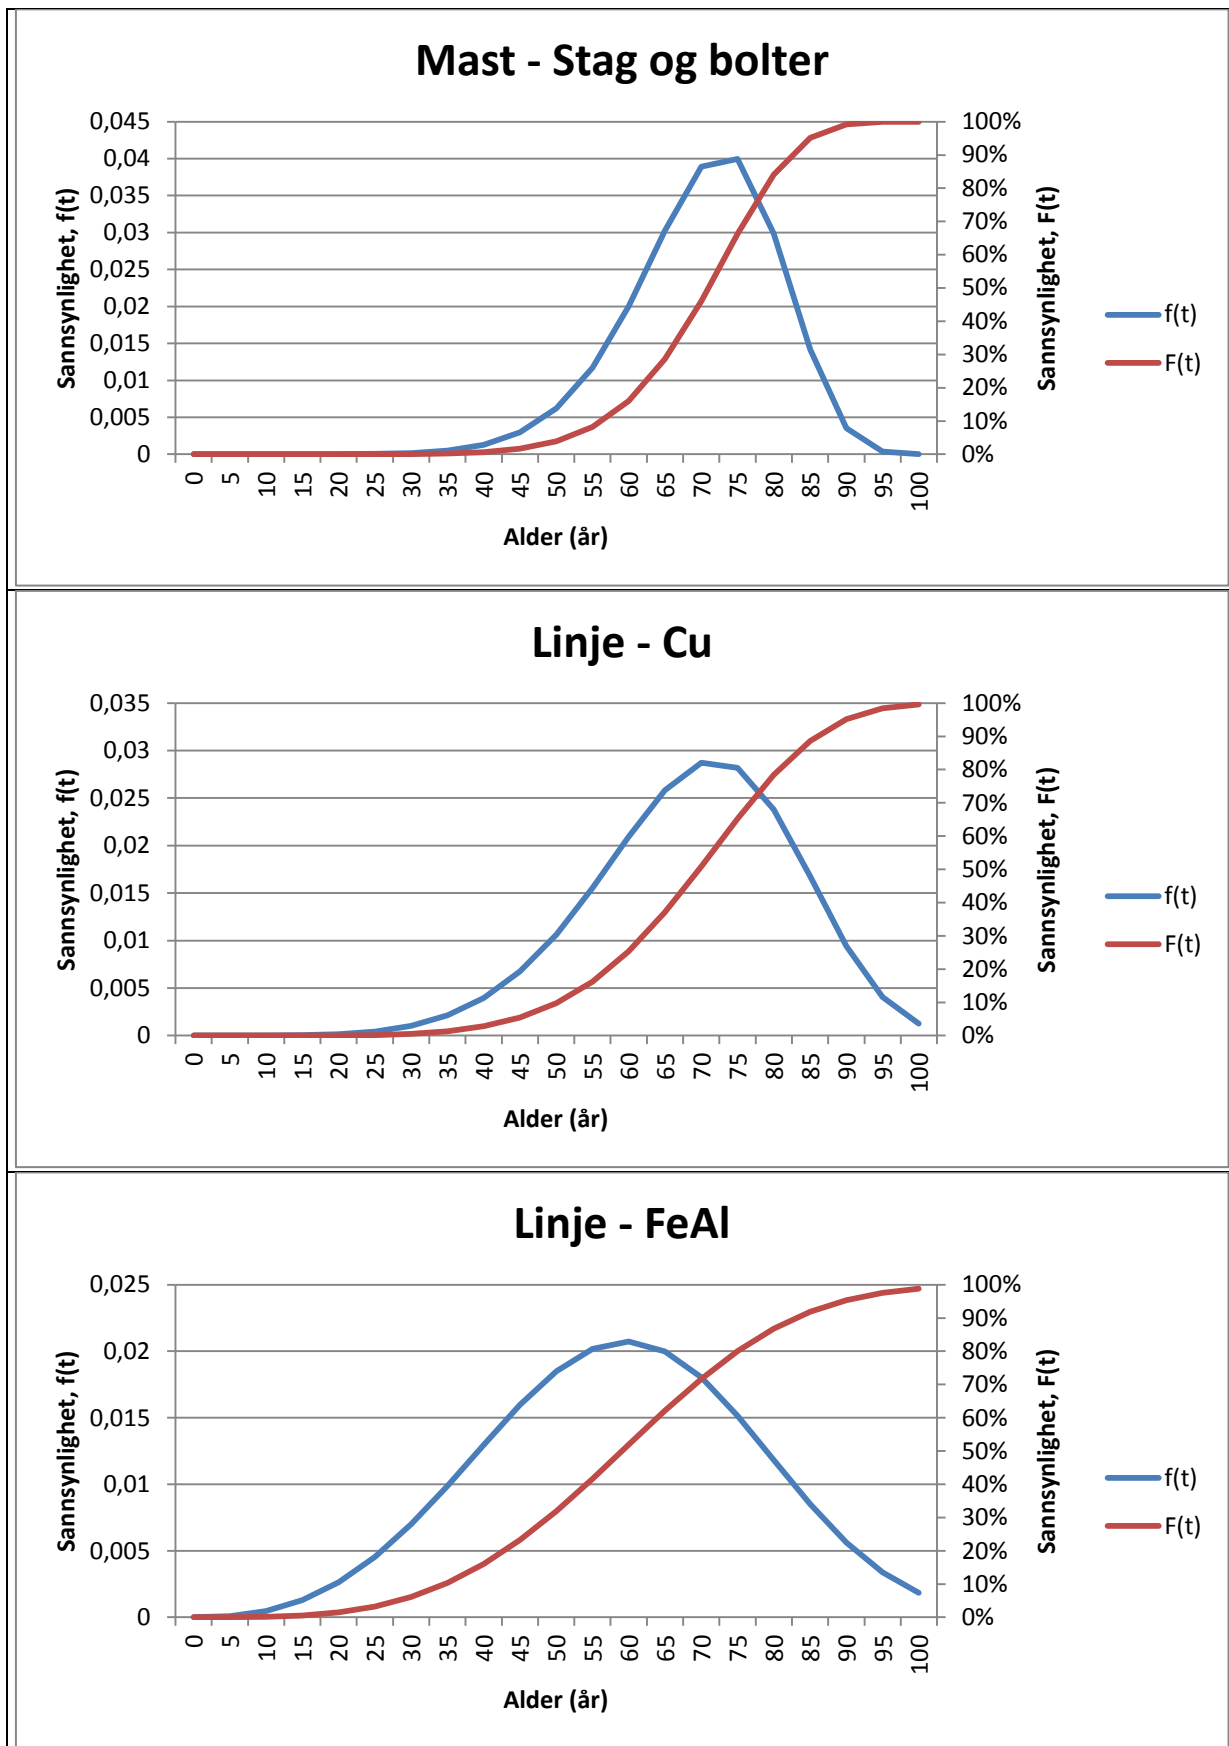 Mast - Stag og bolter
Sannsynlighet, f(t)
0,045
0,04
0,035
0,03
0,025
0,02
0,015
0,01
0,005
0
100%
90%
80%
70%
60%
50%
40%
30%
20%
10%
0%
Sannsynlighet, F(t)
f(t)
F(t)
0 5 10 15 20 25 30 35 40 45 50 55 60 65 70 75 80 85 90 95 100
Alder (år)
Linje - Cu
Sannsynlighet, f(t)
0,035
0,03
0,025
0,02
0,015
0,01
0,005
0
100%
90%
80%
70%
60%
50%
40%
30%
20%
10%
0%
Sannsynlighet, F(t)
f(t)
F(t)
0 5 10 15 20 25 30 35 40 45 50 55 60 65 70 75 80 85 90 95 100
Alder (år)
Linje - FeAl
Sannsynlighet, f(t)
0,025
0,02
0,015
0,01
0,005
0
100%
90%
80%
70%
60%
50%
40%
30%
20%
10%
0%
Sannsynlighet, F(t)
f(t)
F(t)
0 5 10 15 20 25 30 35 40 45 50 55 60 65 70 75 80 85 90 95 100
Alder (år)